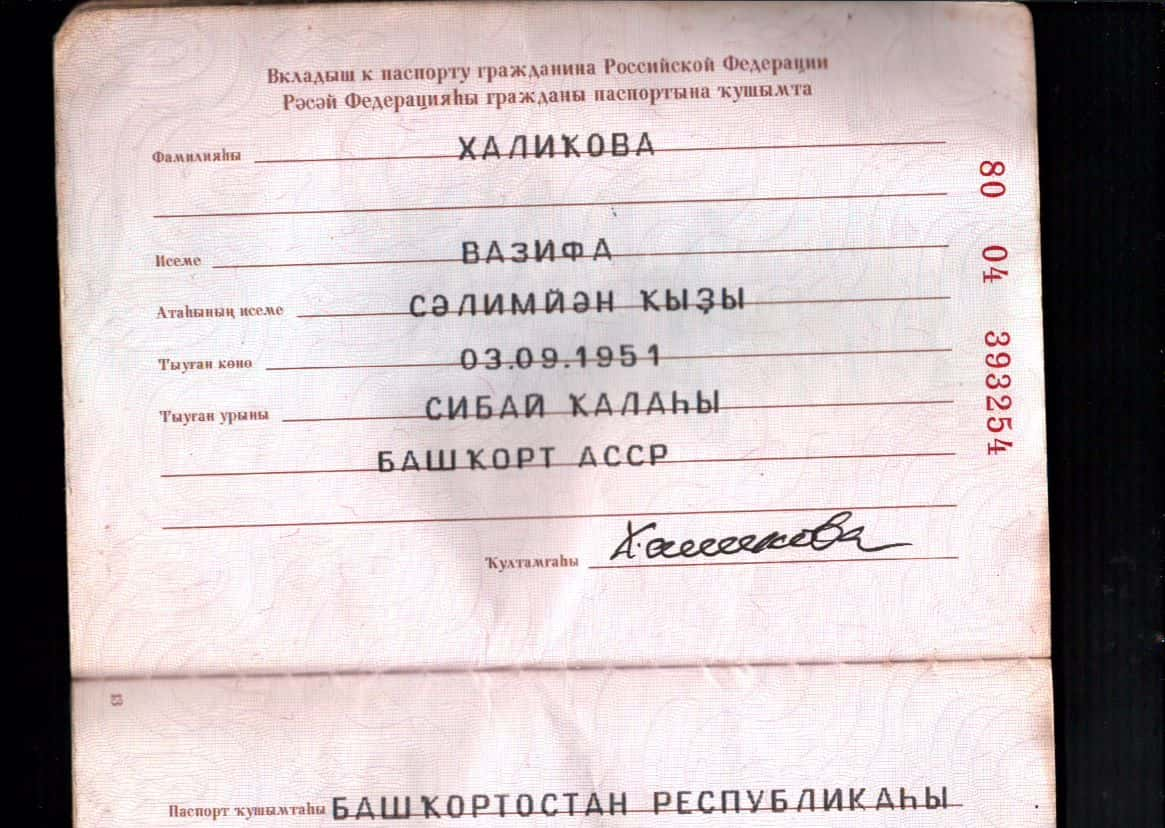 Вкладыш к паспорту гражданина Российской Федерации
Рәсәй Федерацияһы гражданы паспортына ҡушымта
Фамилияһы ХАЛИҠОВА
Исеме ВАЗИФА
Атаһының исеме СӘЛИМЙӘН ҠЫҘЫ
Тыуған көнө 03.09.1951
Тыуған урыны СИБАЙ ҠАЛАҺЫ
БАШҠОРТ АССР
Ҡултамғаһы Халикова
80 04 393254
13
Паспорт ҡушымтаһы БАШҠОРТОСТАН РЕСПУБЛИКАҺЫ